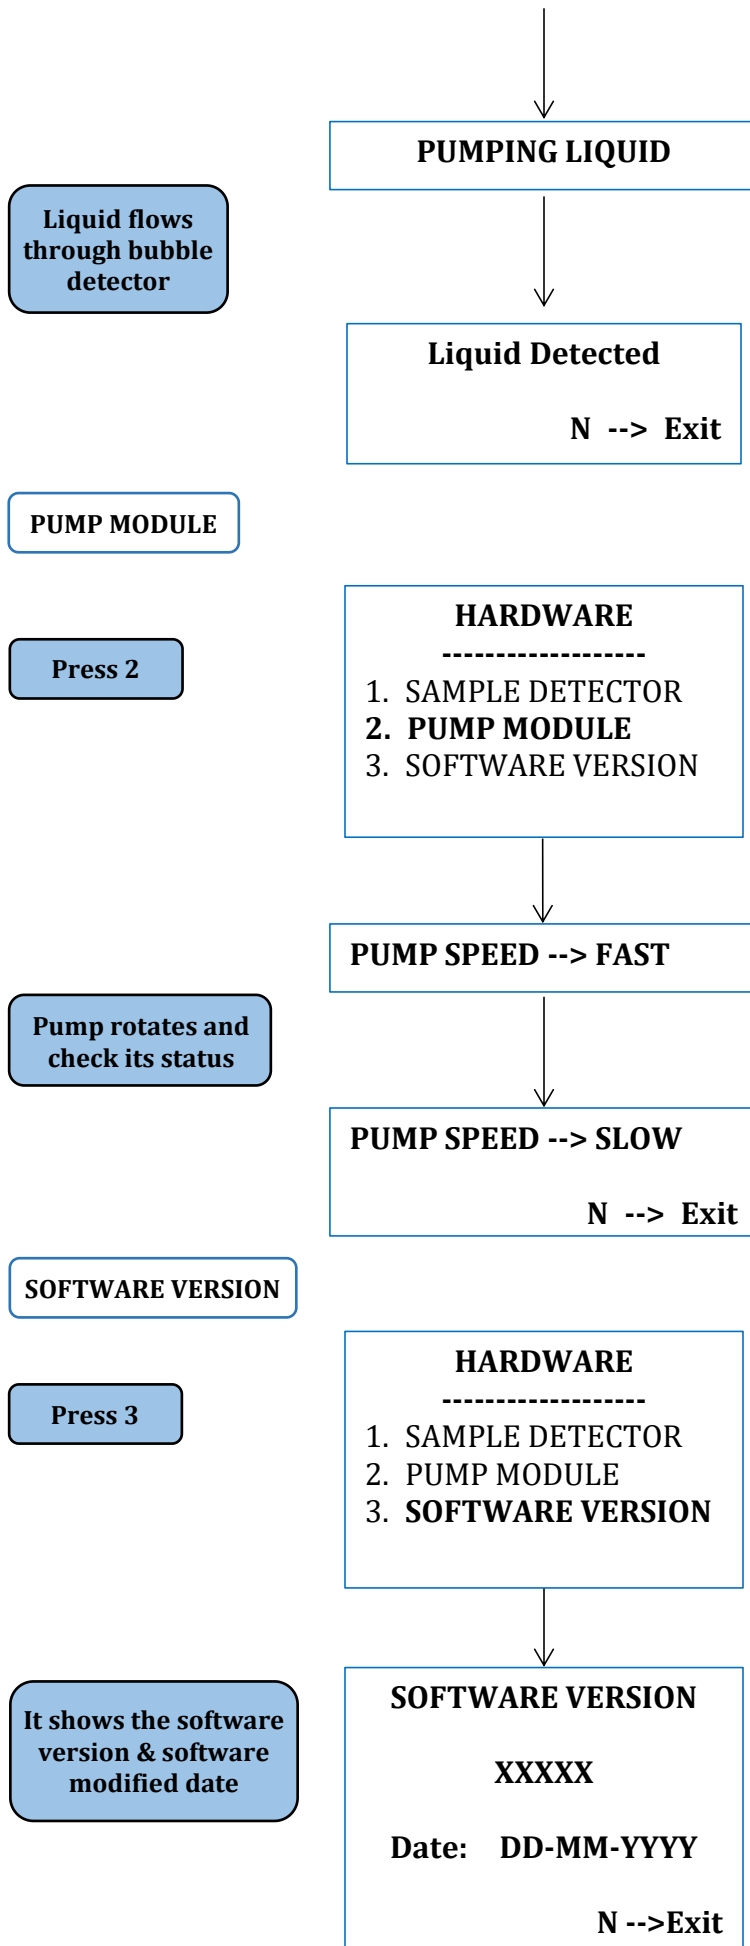 PUMPING LIQUID
Liquid flows
through bubble
detector
Liquid Detected
N --> Exit
PUMP MODULE
HARDWARE
-------------------
Press 2
1. SAMPLE DETECTOR
2. PUMP MODULE
3. SOFTWARE VERSION
PUMP SPEED --> FAST
Pump rotates and
check its status
PUMP SPEED --> SLOW
N --> Exit
SOFTWARE VERSION
HARDWARE
-------------------
Press 3
1. SAMPLE DETECTOR
2. PUMP MODULE
3. SOFTWARE VERSION
It shows the software
version & software
modified date
SOFTWARE VERSION
XXXXX
Date: DD-MM-YYYY
N -->Exit